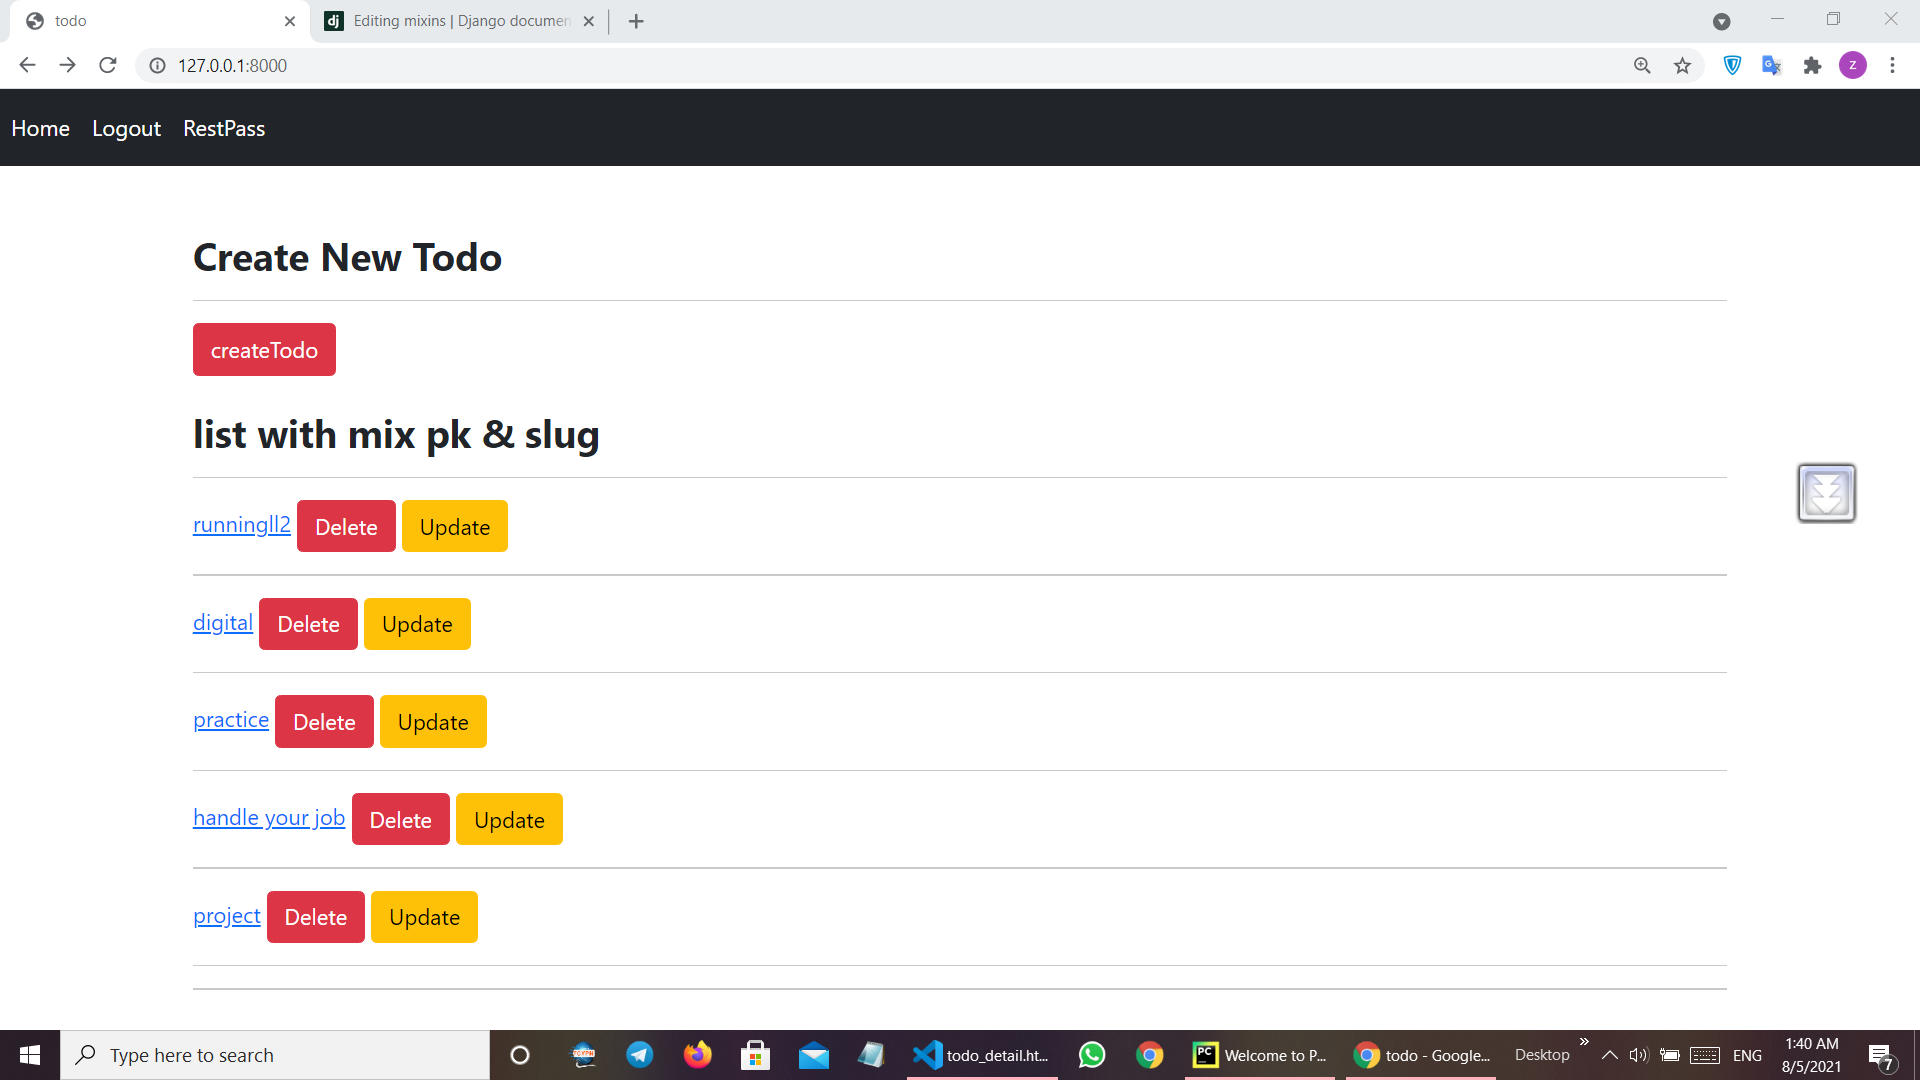 todo
dj Editing mixins | Django documen
127.0.0.1:8000
Z
Home Logout RestPass
Create New Todo
createTodo
list with mix pk & slug
runningll2 Delete Update
digital Delete Update
practice Delete Update
handle your job Delete Update
project Delete Update
Type here to search
todo_detail.ht...
PC
Welcome to P...
todo - Google...
Desktop
ENG
1:40 AM
8/5/2021
7